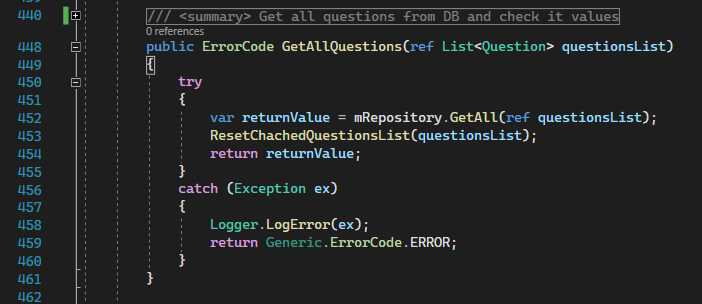 440 /// <summary> Get all questions from DB and check it values
0 references
448 public ErrorCode GetAllQuestions(ref List<Question> questionsList)
449 {
450 try
451 {
452 var returnValue = mRepository.GetAll(ref questionsList);
453 ResetChachedQuestionsList(questionsList);
454 return returnValue;
455 }
456 catch (Exception ex)
457 {
458 Logger.LogError(ex);
459 return Generic.ErrorCode.ERROR;
460 }
461 }
462